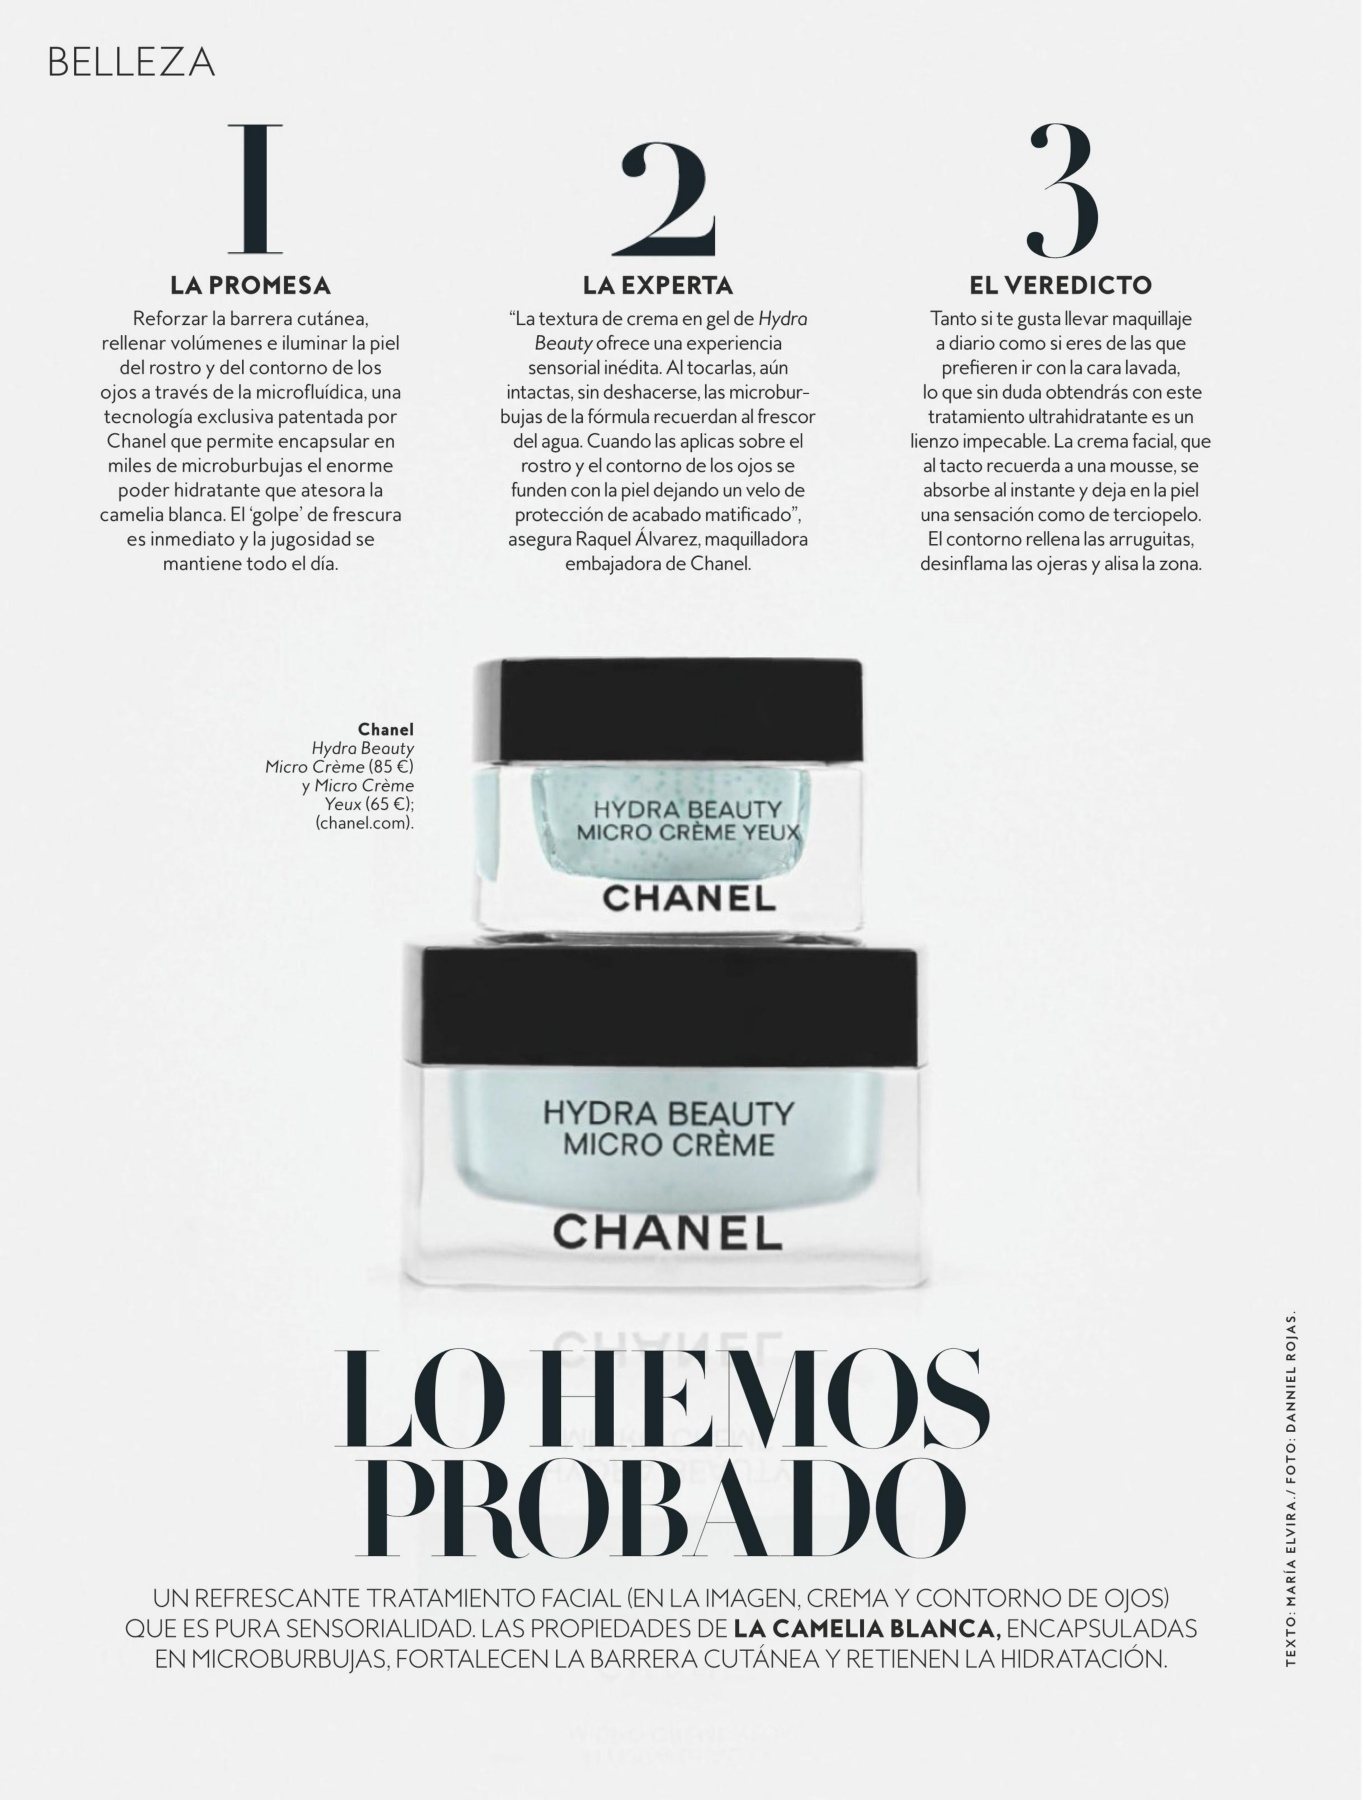 BELLEZA
1
LA PROMESA
Reforzar la barrera cutánea,
rellenar volúmenes e iluminar la piel
del rostro y del contorno de los
ojos a través de la microfluídica, una
tecnología exclusiva patentada por
Chanel que permite encapsular en
miles de microburbujas el enorme
poder hidratante que atesora la
camelia blanca. El ‘golpe’ de frescura
es inmediato y la jugosidad se
mantiene todo el día.
2
LA EXPERTA
“La textura de crema en gel de Hydra
Beauty ofrece una experiencia
sensorial inédita. Al tocarlas, aún
intactas, sin deshacerse, las microbur-
bujas de la fórmula recuerdan al frescor
del agua. Cuando las aplicas sobre el
rostro y el contorno de los ojos se
funden con la piel dejando un velo de
protección de acabado matificado”,
asegura Raquel Álvarez, maquilladora
embajadora de Chanel.
3
EL VEREDICTO
Tanto si te gusta llevar maquillaje
a diario como si eres de las que
prefieren ir con la cara lavada,
lo que sin duda obtendrás con este
tratamiento ultrahidratante es un
lienzo impecable. La crema facial, que
al tacto recuerda a una mousse, se
absorbe al instante y deja en la piel
una sensación como de terciopelo.
El contorno rellena las arruguitas,
desinflama las ojeras y alisa la zona.
Chanel
Hydra Beauty
Micro Crème (85 €)
y Micro Crème
Yeux (65 €);
(chanel.com).
HYDRA BEAUTY
MICRO CRÈME YEUX
CHANEL
HYDRA BEAUTY
MICRO CRÈME
CHANEL
LO HEMOS
PROBADO
UN REFRESCANTE TRATAMIENTO FACIAL (EN LA IMAGEN, CREMA Y CONTORNO DE OJOS)
QUE ES PURA SENSORIALIDAD. LAS PROPIEDADES DE LA CAMELIA BLANCA, ENCAPSULADAS
EN MICROBURBUJAS, FORTALECEN LA BARRERA CUTÁNEA Y RETIENEN LA HIDRATACIÓN.
TEXTO: MARÍA ELVIRA./ FOTO: DANNIEL ROJAS.